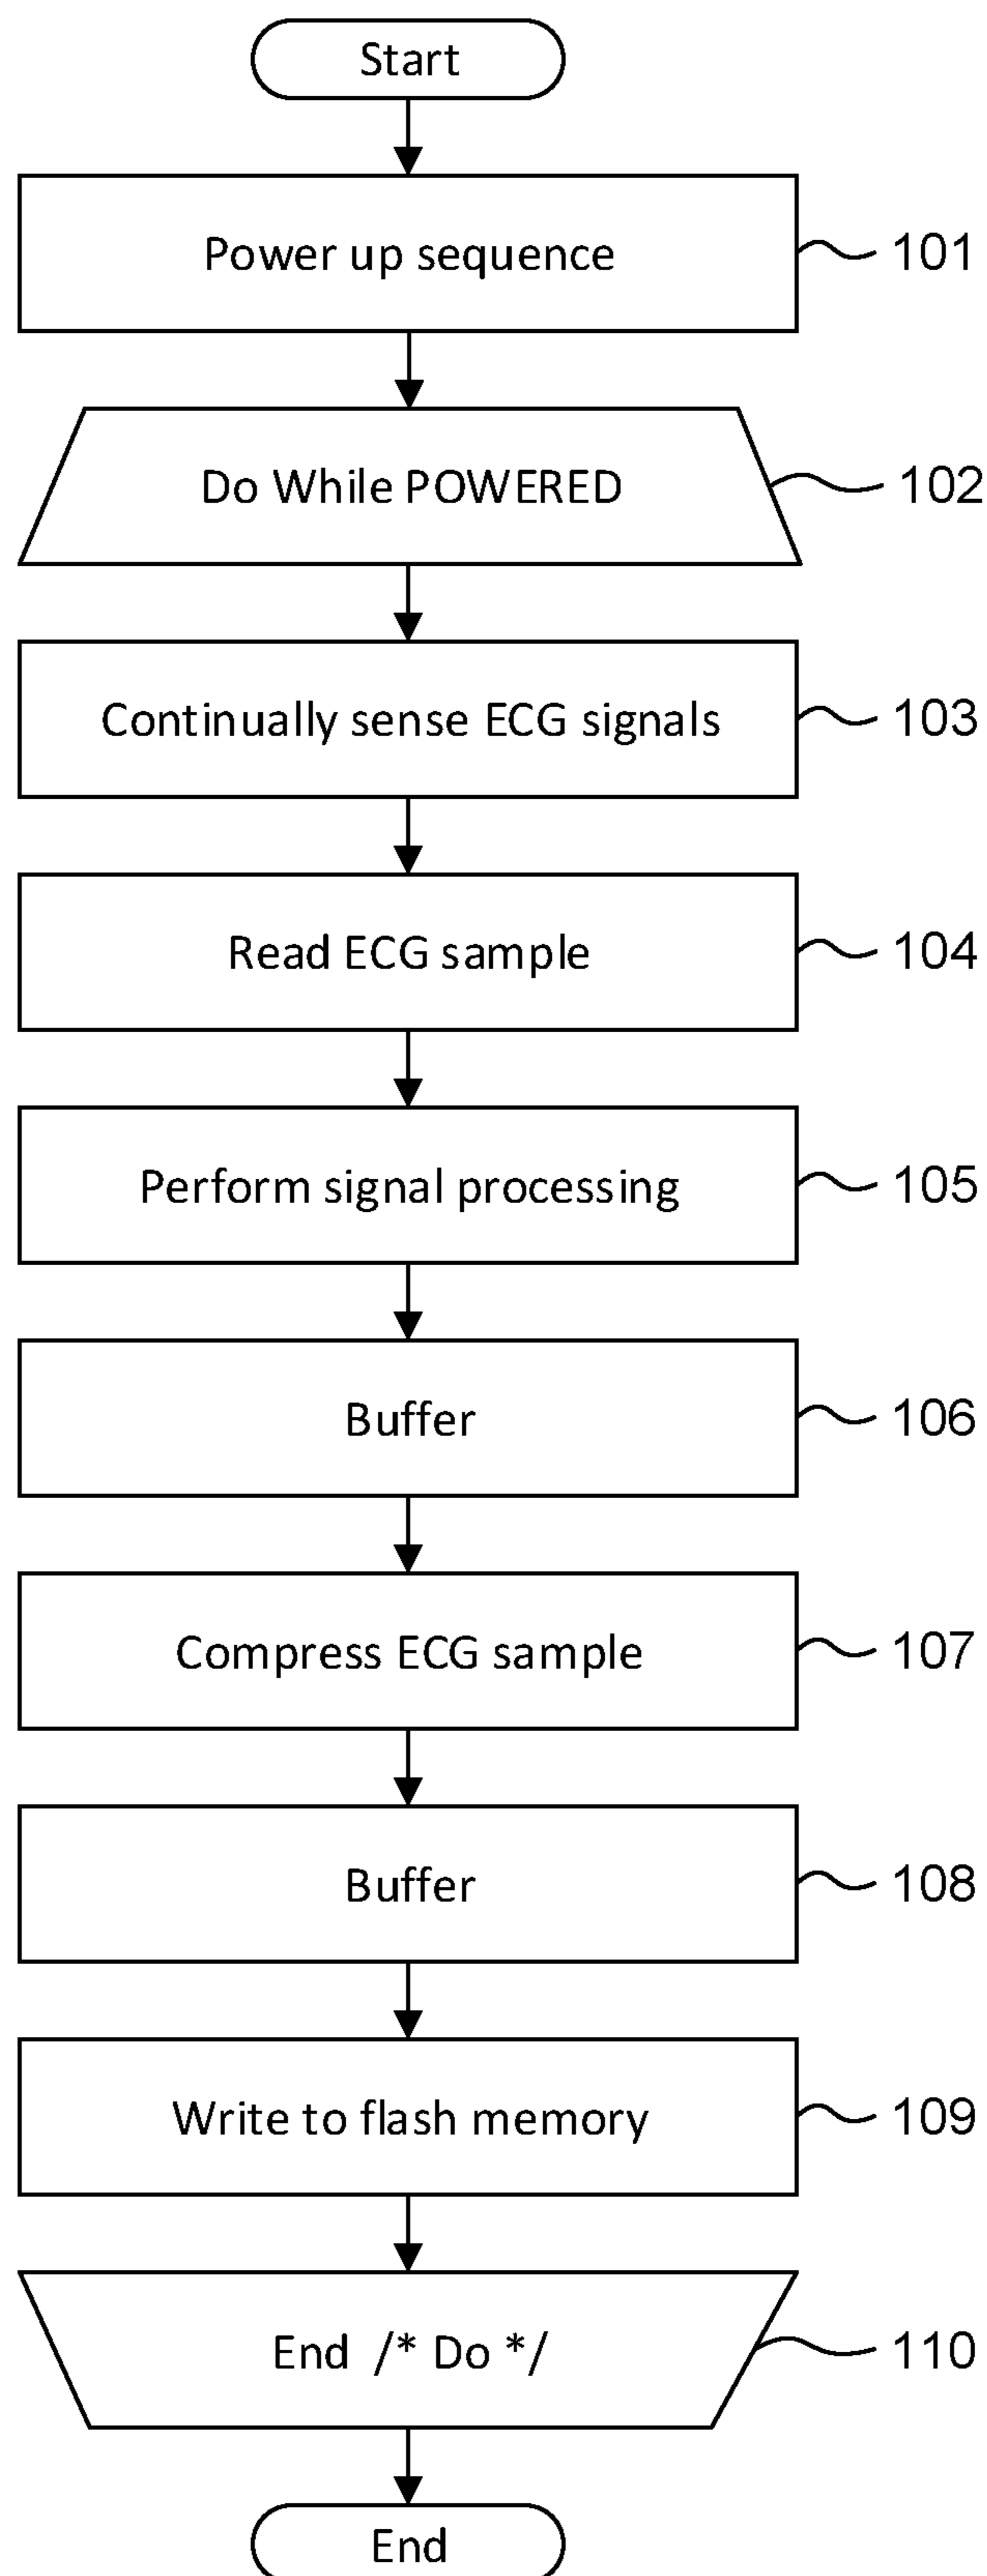 Start
Power up sequence
101
Do While POWERED
102
Continually sense ECG signals
103
Read ECG sample
104
Perform signal processing
105
Buffer
106
Compress ECG sample
107
Buffer
108
Write to flash memory
109
End /* Do */
110
End